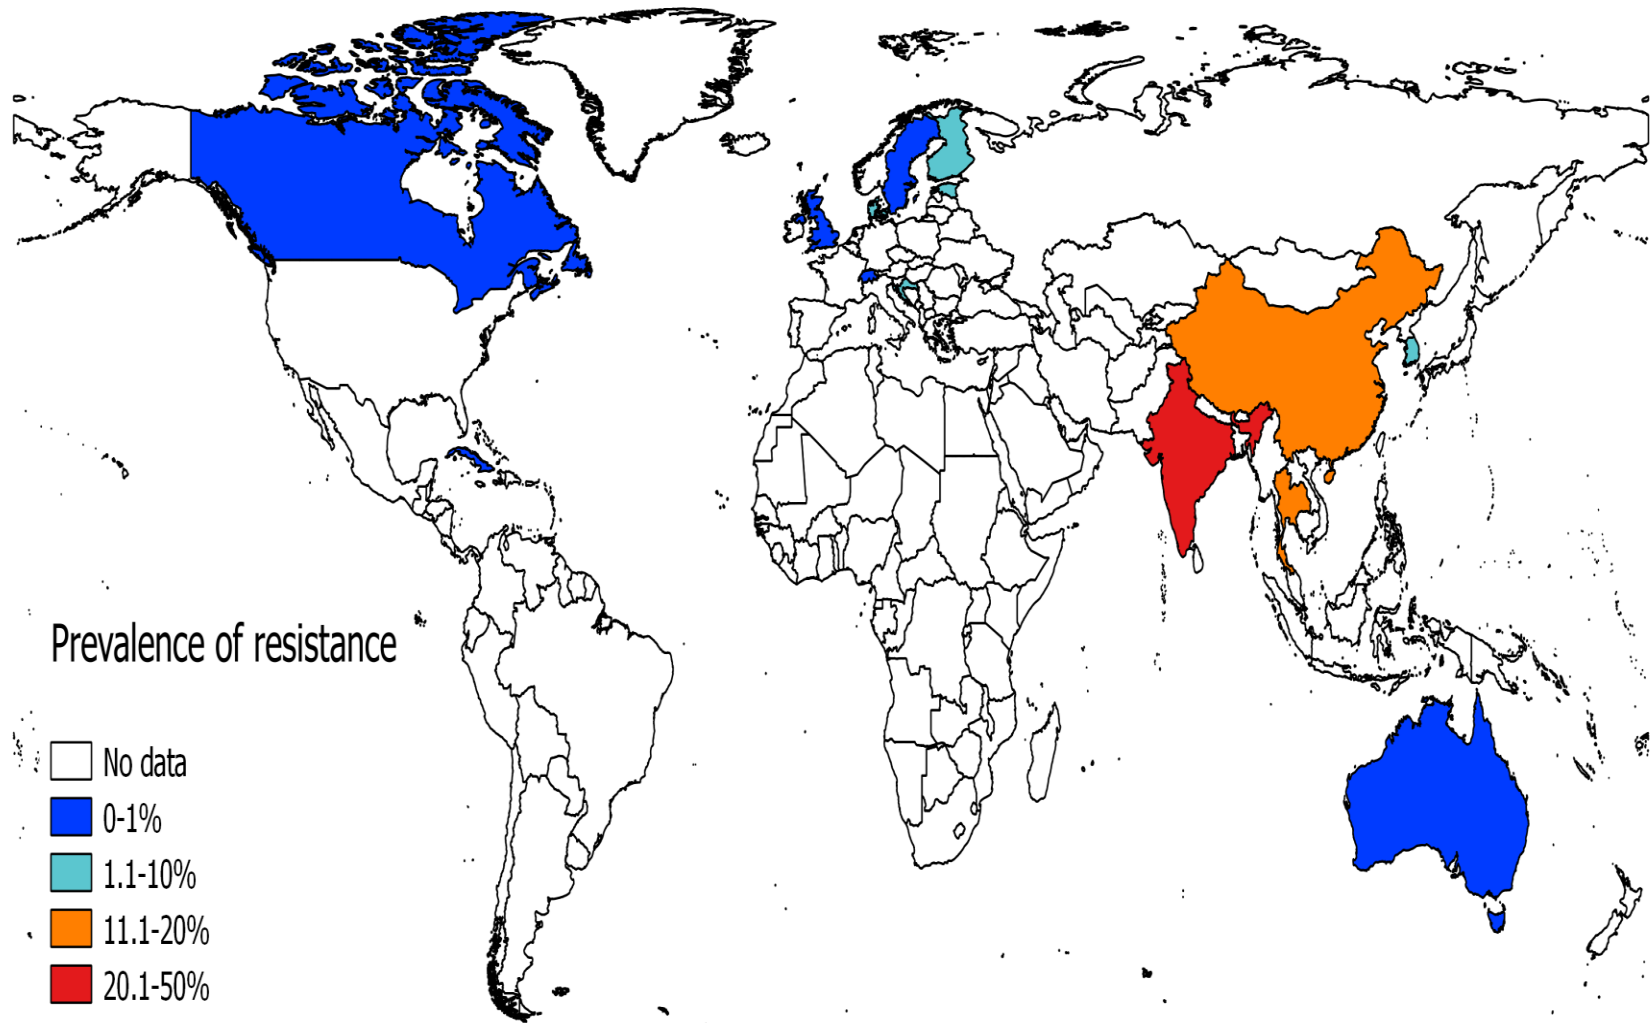 Prevalence of resistance
No data
0-1%
1.1-10%
11.1-20%
20.1-50%